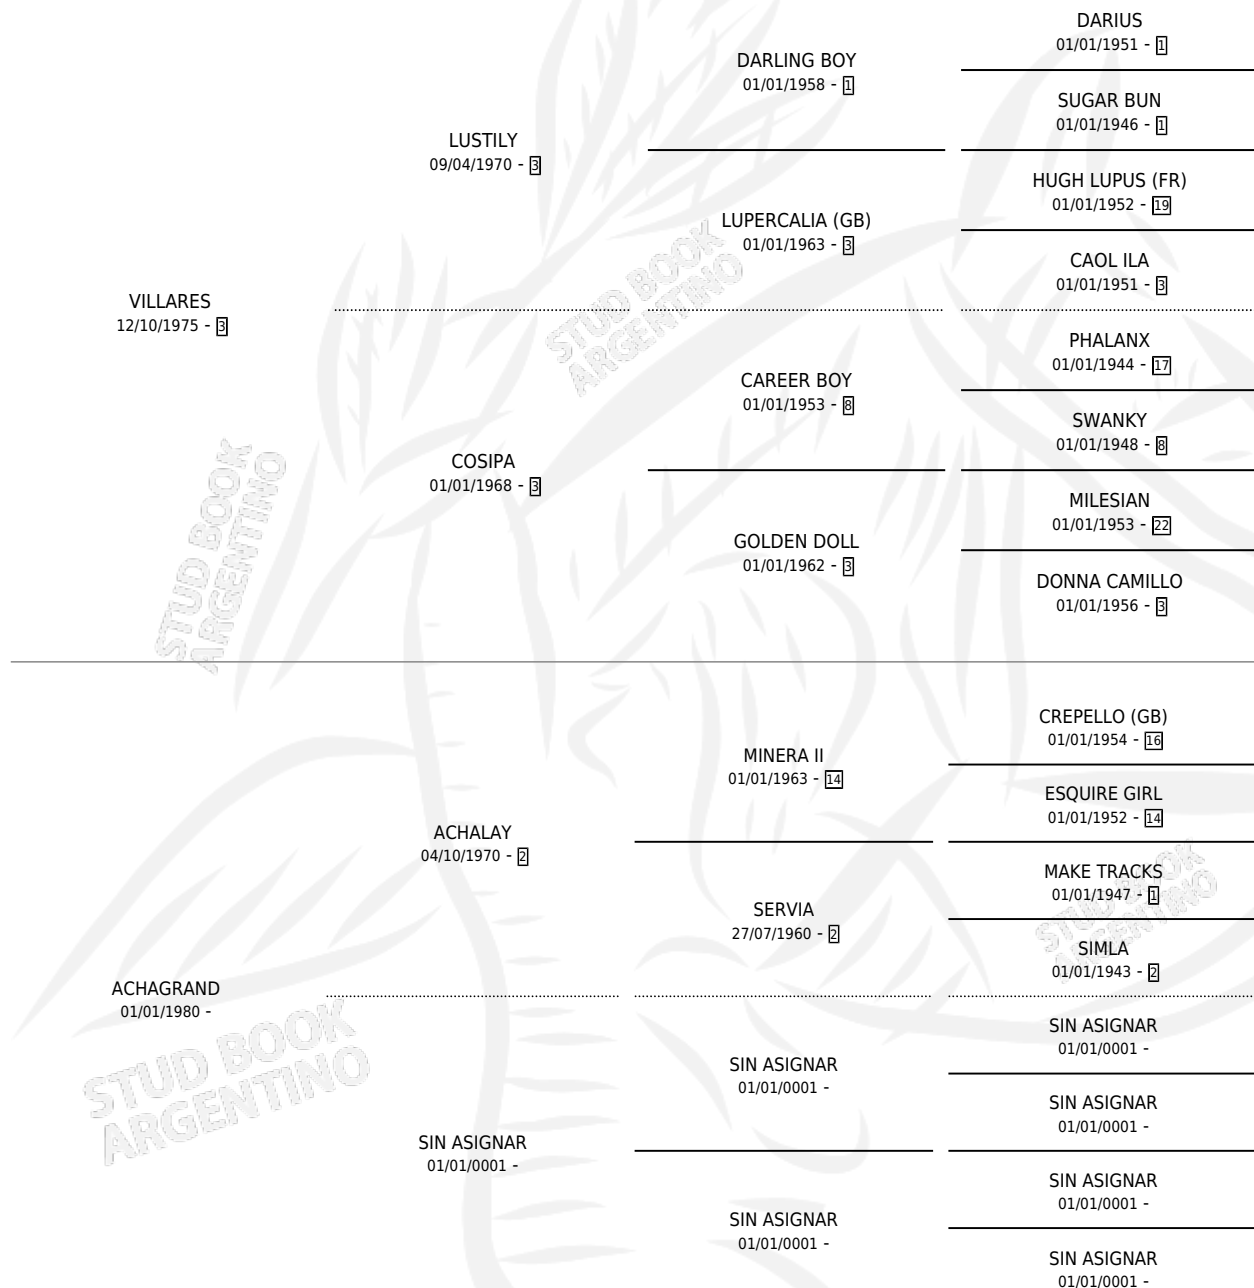 DARIUS
01/01/1951 - 1
DARLING BOY
01/01/1958 - 1
SUGAR BUN
01/01/1946 - 1
LUSTILY
09/04/1970 - 3
HUGH LUPUS (FR)
01/01/1952 - 19
LUPERCALIA (GB)
01/01/1963 - 3
CAOL ILA
01/01/1951 - 3
VILLARES
12/10/1975 - 3
PHALANX
01/01/1944 - 17
CAREER BOY
01/01/1953 - 8
SWANKY
01/01/1948 - 8
COSIPA
01/01/1968 - 3
MILESIAN
01/01/1953 - 22
GOLDEN DOLL
01/01/1962 - 3
DONNA CAMILLO
01/01/1956 - 3
STUD BOOK
ARGENTINO
STUD BOOK
ARGENTINO
CREPELLO (GB)
01/01/1954 - 16
MINERA II
01/01/1963 - 14
ESQUIRE GIRL
01/01/1952 - 14
ACHALAY
04/10/1970 - 2
MAKE TRACKS
01/01/1947 - 1
SERVIA
27/07/1960 - 2
SIMLA
01/01/1943 - 2
ACHAGRAND
01/01/1980 -
SIN ASIGNAR
01/01/0001 -
SIN ASIGNAR
01/01/0001 -
SIN ASIGNAR
01/01/0001 -
SIN ASIGNAR
01/01/0001 -
SIN ASIGNAR
01/01/0001 -
SIN ASIGNAR
01/01/0001 -
SIN ASIGNAR
01/01/0001 -
STUD BOOK
ARGENTINO
STUD BOOK
ARGENTINO